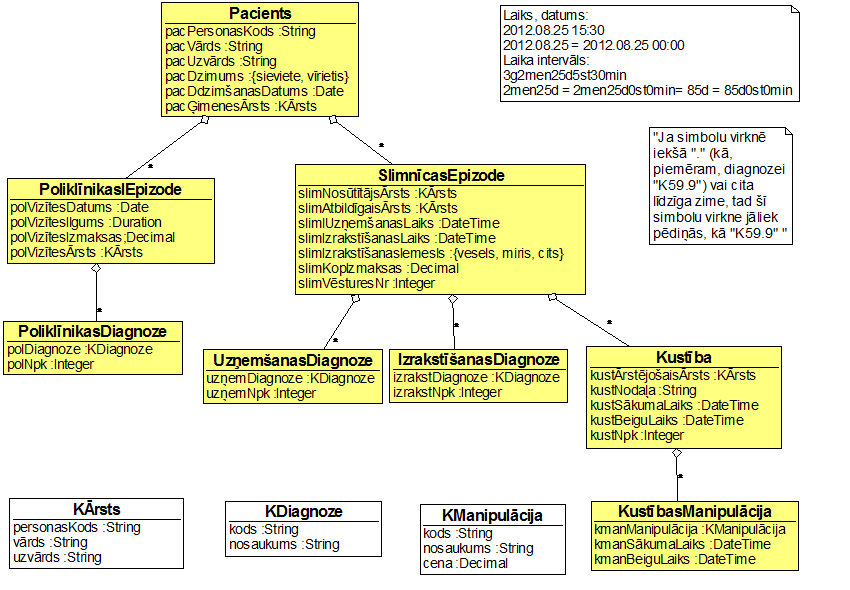 Pacients
pacPersonasKods :String
pacVārds :String
pacUzvārds :String
pacDzimums :{sieviete, vīrietis}
pacDdzimšanasDatums :Date
pacĢimenesĀrsts :KĀrsts
Laiks, datums:
2012.08.25 15:30
2012.08.25 = 2012.08.25 00:00
Laika intervāls:
3g2men25d5st30min
2men25d = 2men25d0st0min= 85d = 85d0st0min
"Ja simbolu virknē
iekšā "." (kā,
piemēram, diagnozei
"K59.9") vai cita
līdzīga zime, tad šī
simbolu virkne jāliek
pēdiņās, kā "K59.9" "
*
*
PoliklīnikasIEpizode
polVizītesDatums :Date
polVizītesIlgums :Duration
polVizītesIzmaksas;Decimal
polVizītesĀrsts :KĀrsts
SlimnīcasEpizode
slimNosūtītājsĀrsts :KĀrsts
slimAtbildīgaisĀrsts :KĀrsts
slimIUzņemšanasLaiks :DateTime
slimIzrakstīšanasLaiks :DateTime
slimIzrakstīšanasIemesls :{vesels, miris, cits}
slimKopIzmaksas :Decimal
slimVēsturesNr :Integer
*
*
*
*
PoliklīnikasDiagnoze
polDiagnoze :KDiagnoze
polNpk :Integer
UzņemšanasDiagnoze
uzņemDiagnoze :KDiagnoze
uzņemNpk :Integer
IzrakstīšanasDiagnoze
izrakstDiagnoze :KDiagnoze
izrakstNpk :Integer
Kustība
kustĀrstējošaisĀrsts :KĀrsts
kustNodaļa :String
kustSākumaLaiks :DateTime
kustBeiguLaiks :DateTime
kustNpk :Integer
*
KĀrsts
personasKods :String
vārds :String
uzvārds :String
KDiagnoze
kods :String
nosaukums :String
KManipulācija
kods :String
nosaukums :String
cena :Decimal
KustībasManipulācija
kmanManipulācija :KManipulācija
kmanSākumaLaiks :DateTime
kmanBeiguLaiks :DateTime